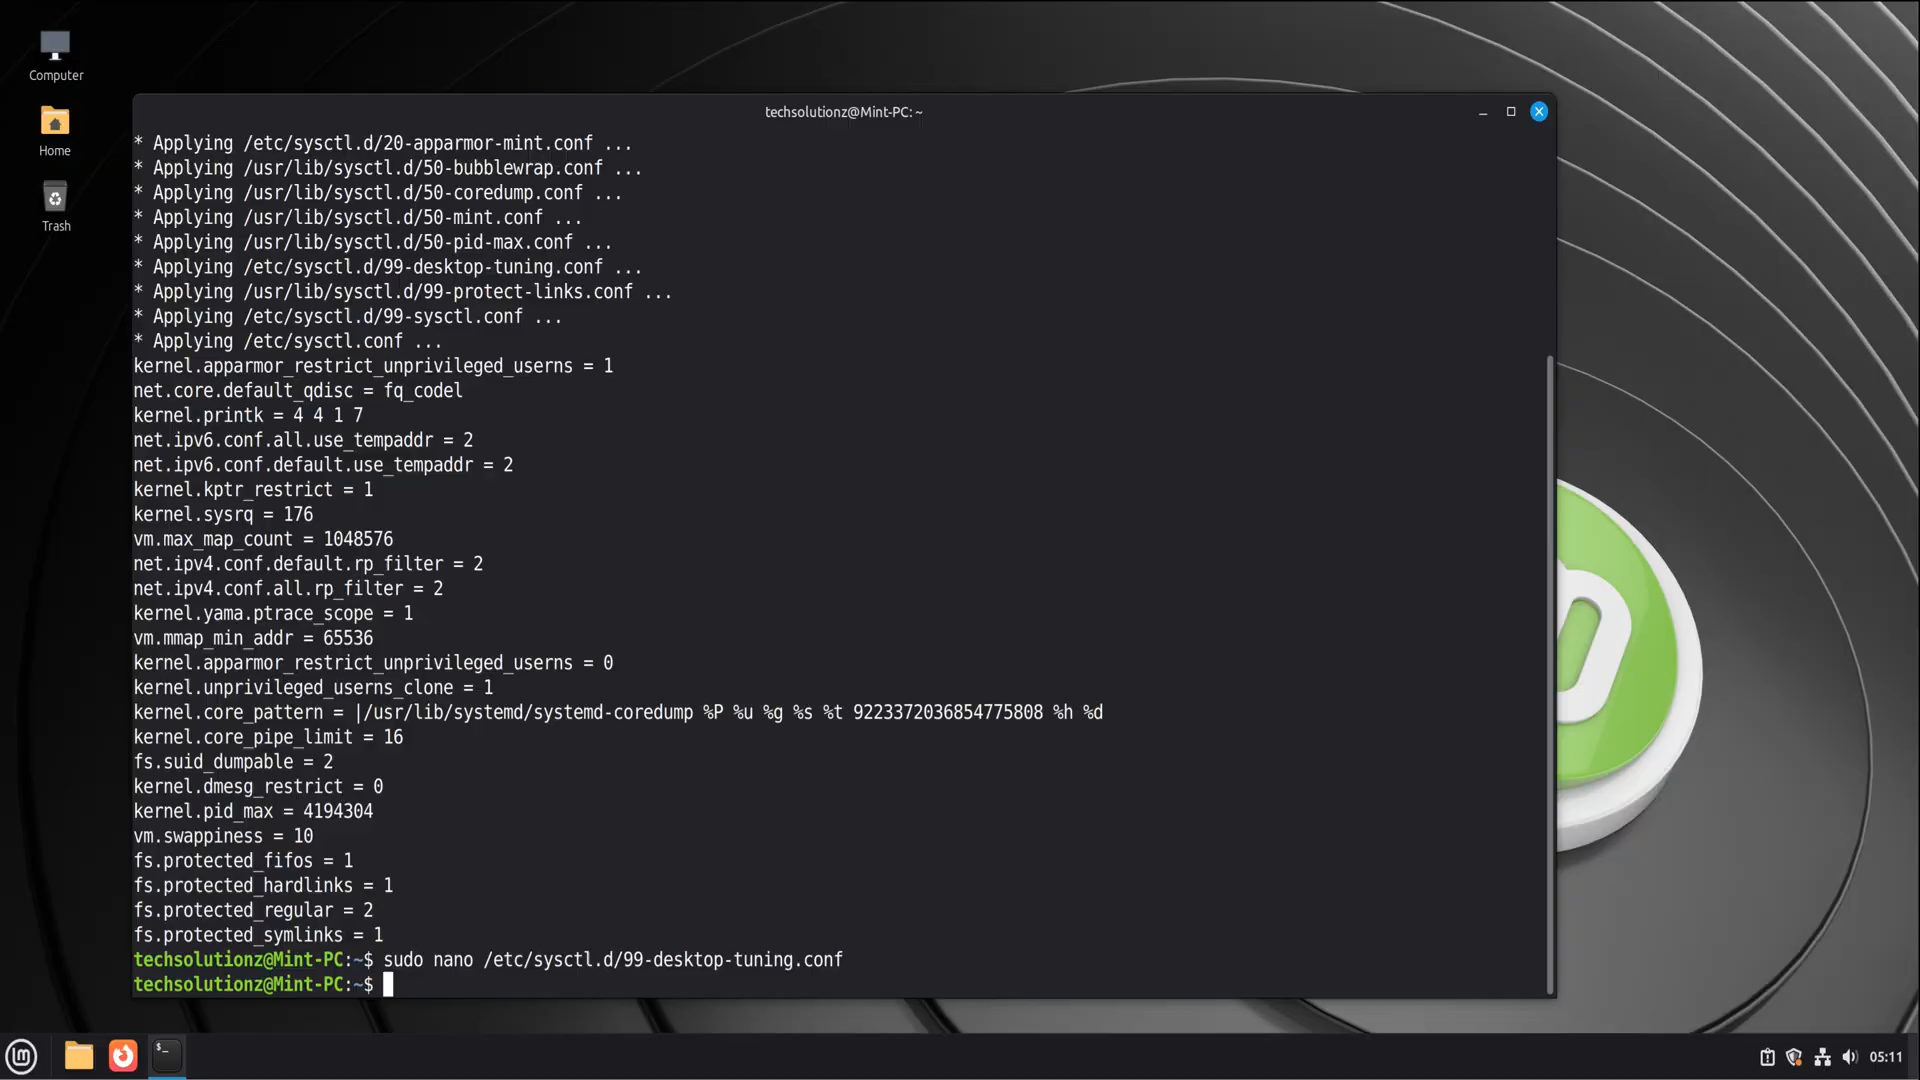 Computer
Home
Trash
techsolutionz@Mint-PC: ~
* Applying /etc/sysctl.d/20-apparmor-mint.conf ...
* Applying /usr/lib/sysctl.d/50-bubblewrap.conf ...
* Applying /usr/lib/sysctl.d/50-coredump.conf ...
* Applying /usr/lib/sysctl.d/50-mint.conf ...
* Applying /usr/lib/sysctl.d/50-pid-max.conf ...
* Applying /etc/sysctl.d/99-desktop-tuning.conf ...
* Applying /usr/lib/sysctl.d/99-protect-links.conf ...
* Applying /etc/sysctl.d/99-sysctl.conf ...
* Applying /etc/sysctl.conf ...
kernel.apparmor_restrict_unprivileged_userns = 1
net.core.default_qdisc = fq_codel
kernel.printk = 4 4 1 7
net.ipv6.conf.all.use_tempaddr = 2
net.ipv6.conf.default.use_tempaddr = 2
kernel.kptr_restrict = 1
kernel.sysrq = 176
vm.max_map_count = 1048576
net.ipv4.conf.default.rp_filter = 2
net.ipv4.conf.all.rp_filter = 2
kernel.yama.ptrace_scope = 1
vm.mmap_min_addr = 65536
kernel.apparmor_restrict_unprivileged_userns = 0
kernel.unprivileged_userns_clone = 1
kernel.core_pattern = |/usr/lib/systemd/systemd-coredump %P %u %g %s %t 9223372036854775808 %h %d
kernel.core_pipe_limit = 16
fs.suid_dumpable = 2
kernel.dmesg_restrict = 0
kernel.pid_max = 4194304
vm.swappiness = 10
fs.protected_fifos = 1
fs.protected_hardlinks = 1
fs.protected_regular = 2
fs.protected_symlinks = 1
techsolutionz@Mint-PC:~$ sudo nano /etc/sysctl.d/99-desktop-tuning.conf
techsolutionz@Mint-PC:~$
05:11